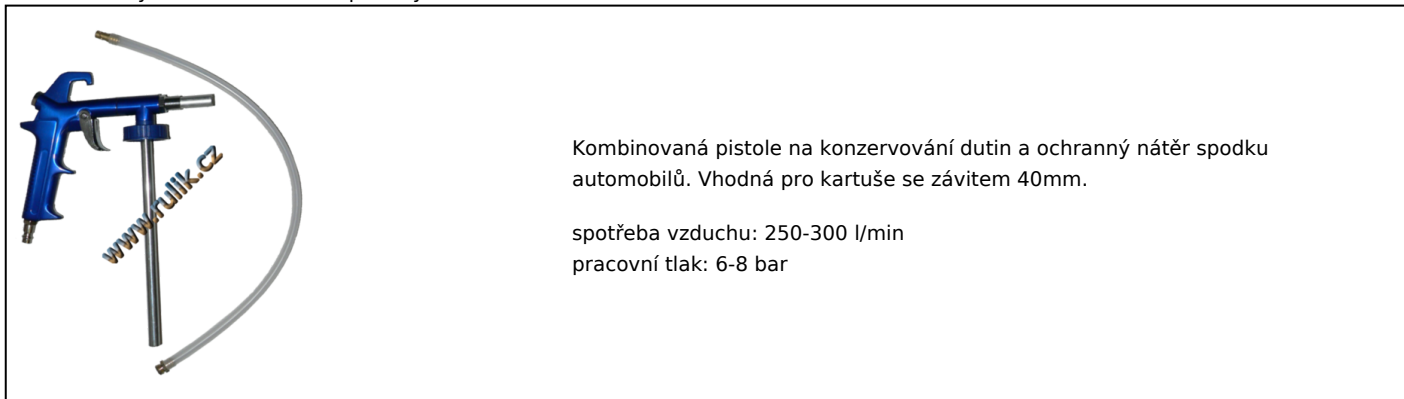 www.rulik.cz
Kombinovaná pistole na konzervování dutin a ochranný nátěr spodku
automobilů. Vhodná pro kartuše se závitem 40mm.
spotřeba vzduchu: 250-300 l/min
pracovní tlak: 6-8 bar